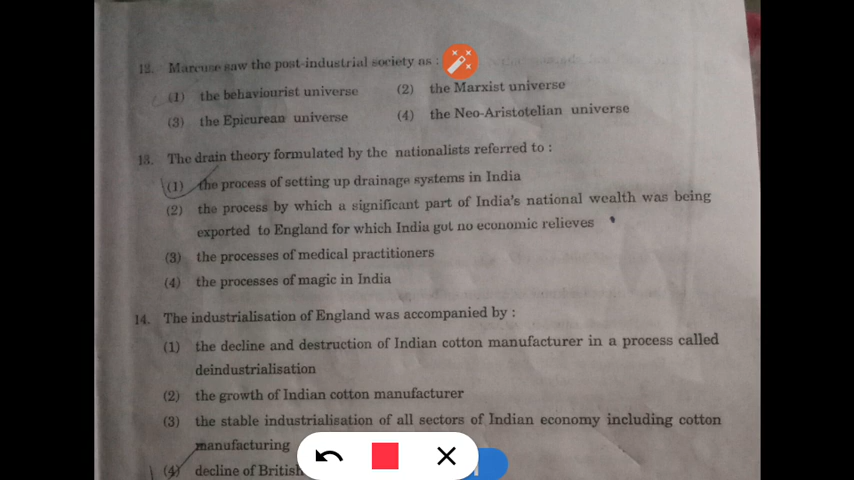 12. Marcuse saw the post-industrial society as :
(1) the behaviourist universe (2) the Marxist universe
(3) the Epicurean universe (4) the Neo-Aristotelian universe
13. The drain theory formulated by the nationalists referred to :
(1) the process of setting up drainage systems in India
(2) the process by which a significant part of India's national wealth was being
exported to England for which India got no economic relieves
(3) the processes of medical practitioners
(4) the processes of magic in India
14. The industrialisation of England was accompanied by :
(1) the decline and destruction of Indian cotton manufacturer in a process called
deindustrialisation
(2) the growth of Indian cotton manufacturer
(3) the stable industrialisation of all sectors of Indian economy including cotton
manufacturing
(4) decline of British